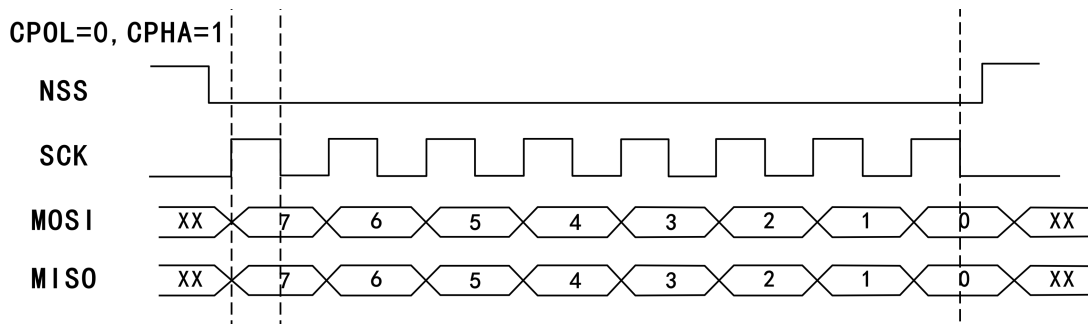 CPOL=0, CPHA=1
NSS
SCK
MOSI XX 7 6 5 4 3 2 1 0 XX
MISO XX 7 6 5 4 3 2 1 0 XX